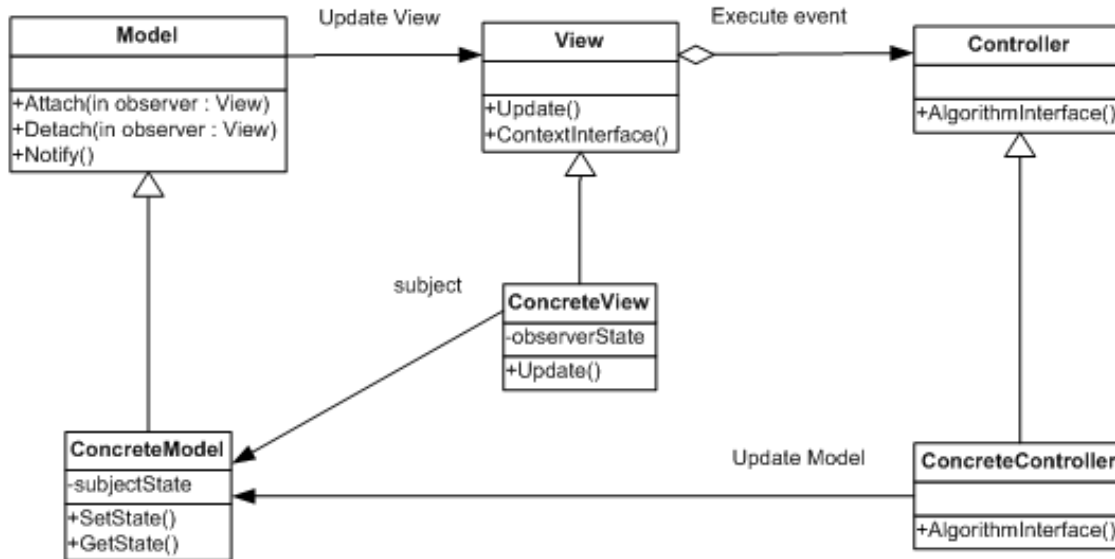 Update View
Execute event
Model
+Attach(in observer : View)
+Detach(in observer : View)
+Notify()
View
+Update()
+ContextInterface()
Controller
+AlgorithmInterface()
subject
ConcreteView
-observerState
+Update()
ConcreteModel
-subjectState
+SetState()
+GetState()
Update Model
ConcreteController
+AlgorithmInterface()